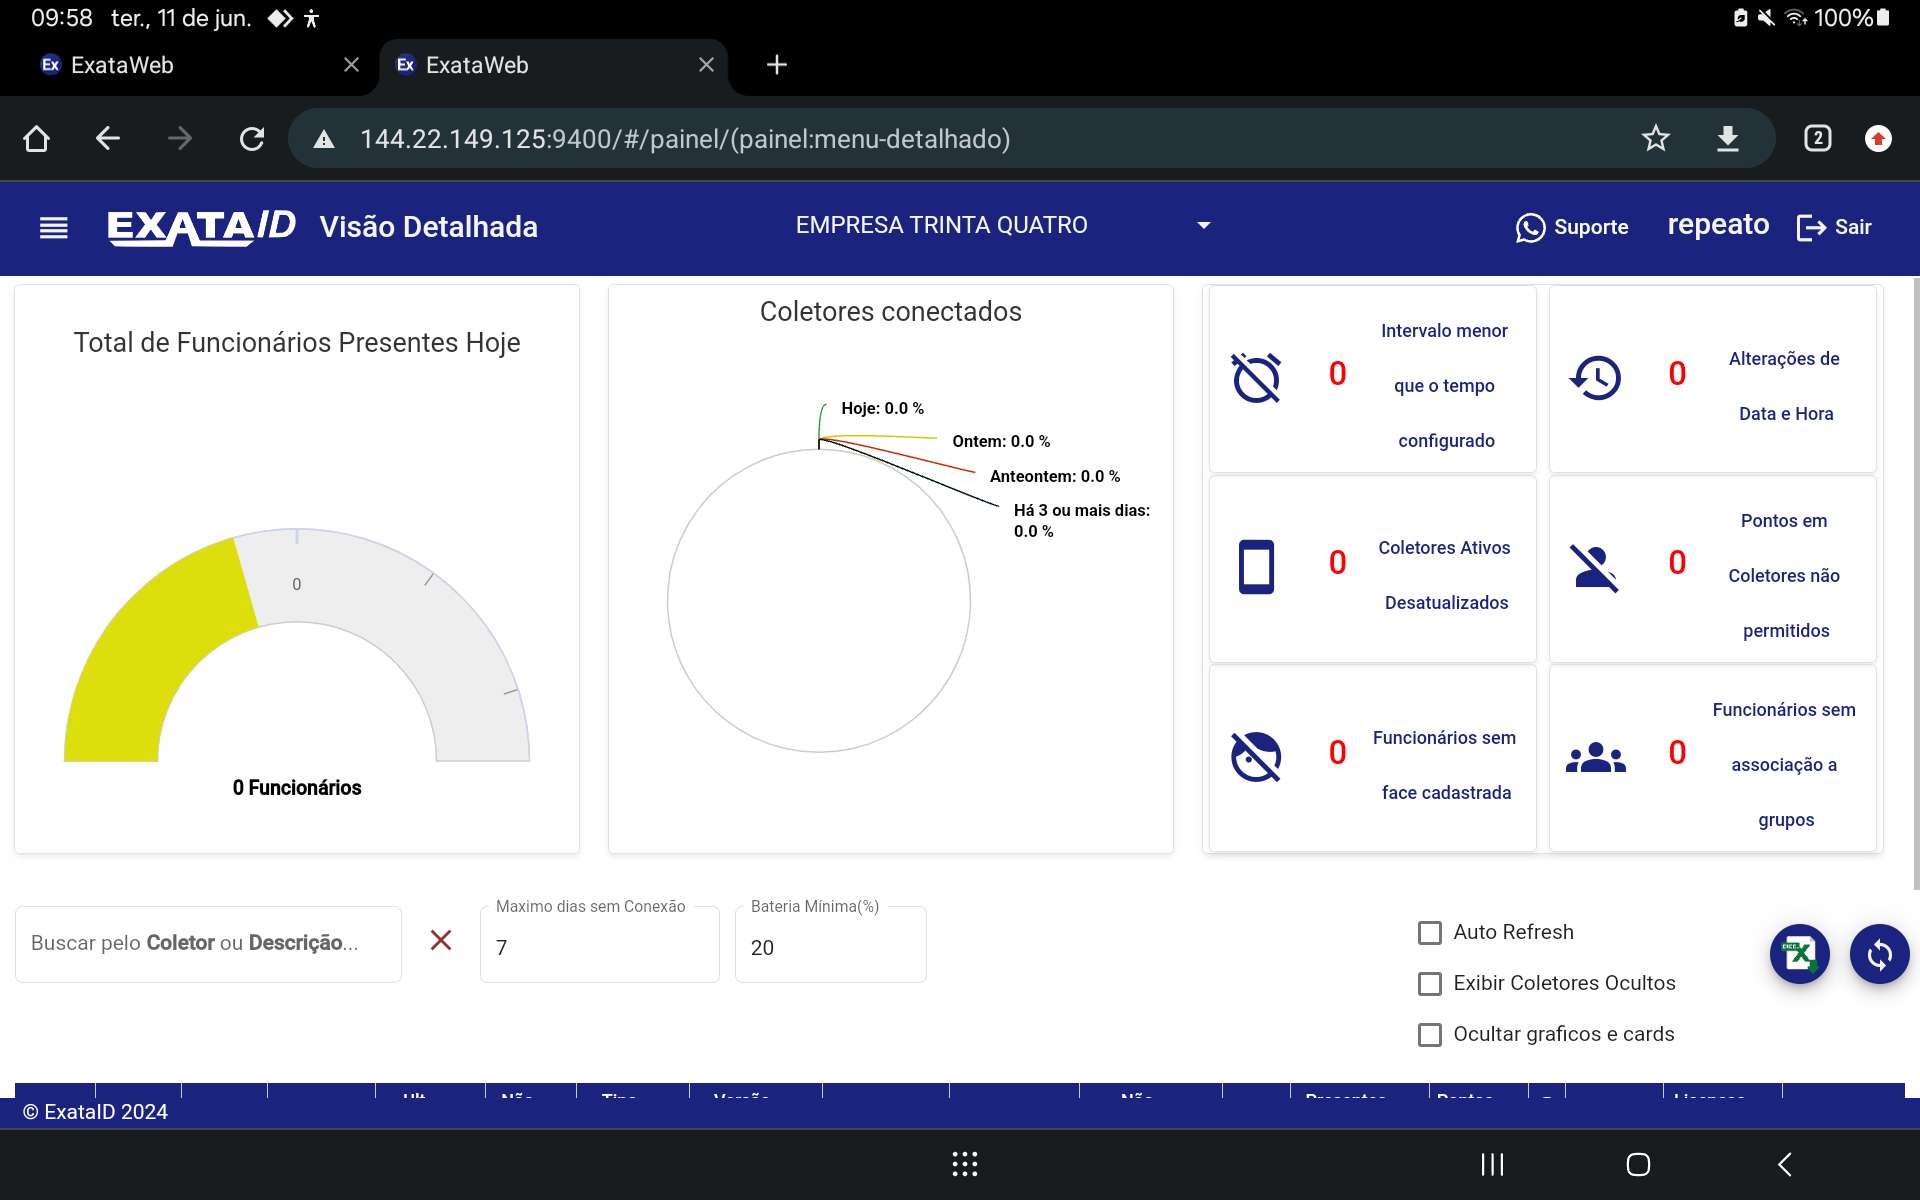 09:58 ter., 11 de jun.
100%
Ex ExataWeb
Ex ExataWeb
144.22.149.125:9400/#/painel/(painel:menu-detalhado)
2
EXATA/D Visão Detalhada
EMPRESA TRINTA QUATRO
Suporte
repeato
Sair
Total de Funcionários Presentes Hoje
0
0 Funcionários
Coletores conectados
Hoje: 0.0 %
Ontem: 0.0 %
Anteontem: 0.0 %
Há 3 ou mais dias:
0.0 %
0
Intervalo menor
que o tempo
configurado
0
Alterações de
Data e Hora
0
Coletores Ativos
Desatualizados
0
Pontos em
Coletores não
permitidos
0
Funcionários sem
face cadastrada
0
Funcionários sem
associação a
grupos
Buscar pelo Coletor ou Descrição...
Maximo dias sem Conexão
7
Bateria Mínima(%)
20
Auto Refresh
Exibir Coletores Ocultos
Ocultar graficos e cards
© ExataID 2024